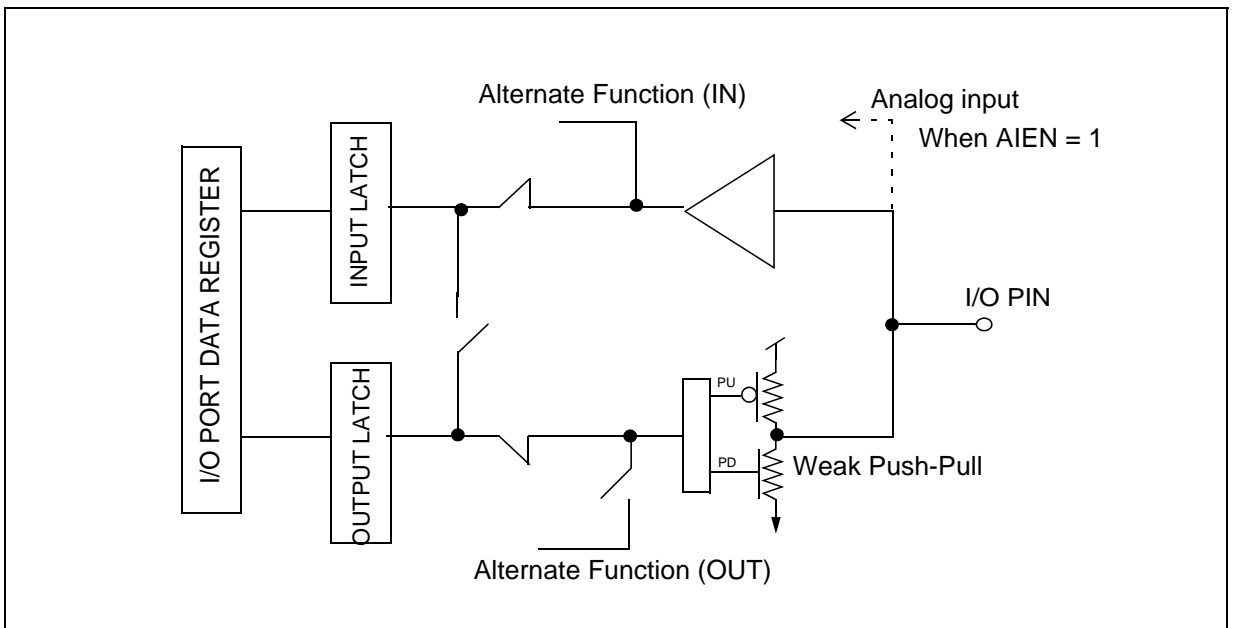 Alternate Function (IN)
Analog input
When AIEN = 1
I/O PORT DATA REGISTER
INPUT LATCH
I/O PIN
OUTPUT LATCH
PU
PD
Weak Push-Pull
Alternate Function (OUT)